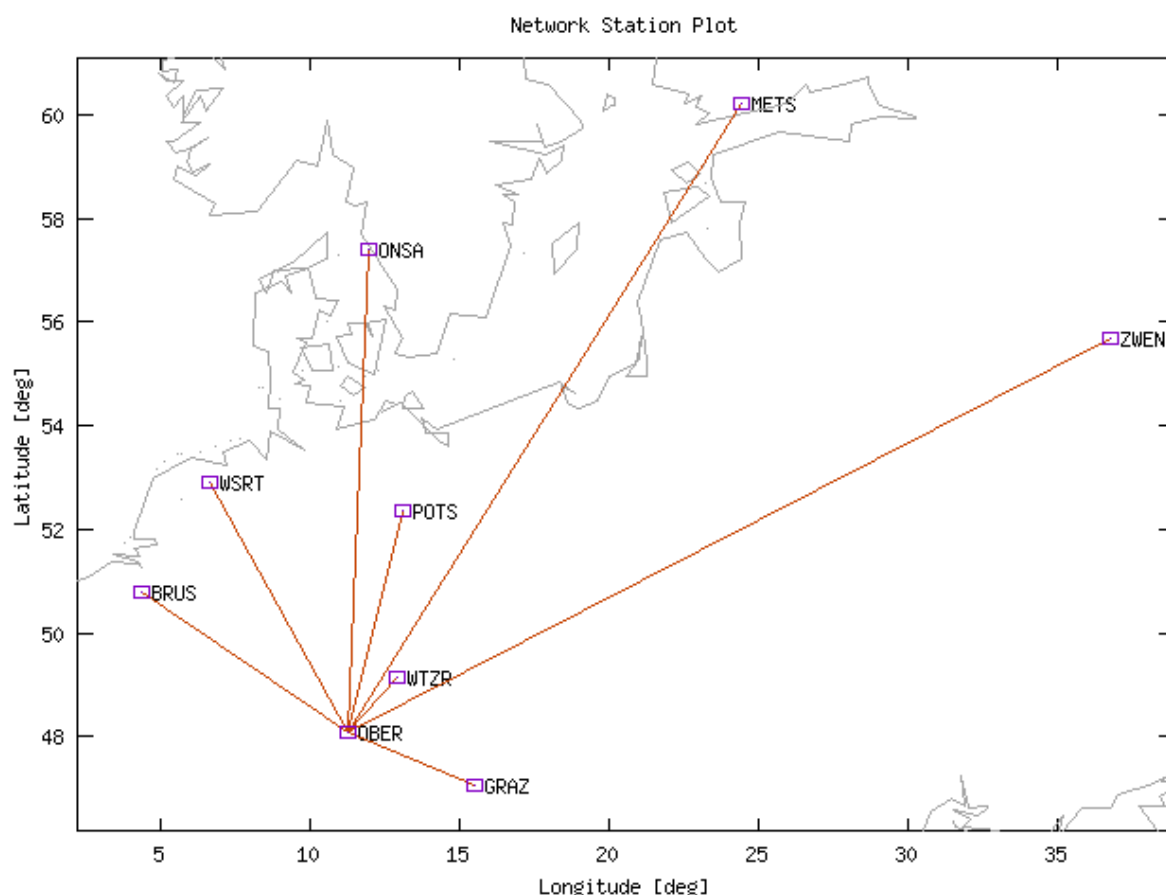 Network Station Plot
60
METS
58
ONSA
56
ZWEN
54
WSRT
52
POTS
BRUS
50
WTZR
48
OBER
GRAZ
Latitude [deg]
5 10 15 20 25 30 35
Longitude [deg]